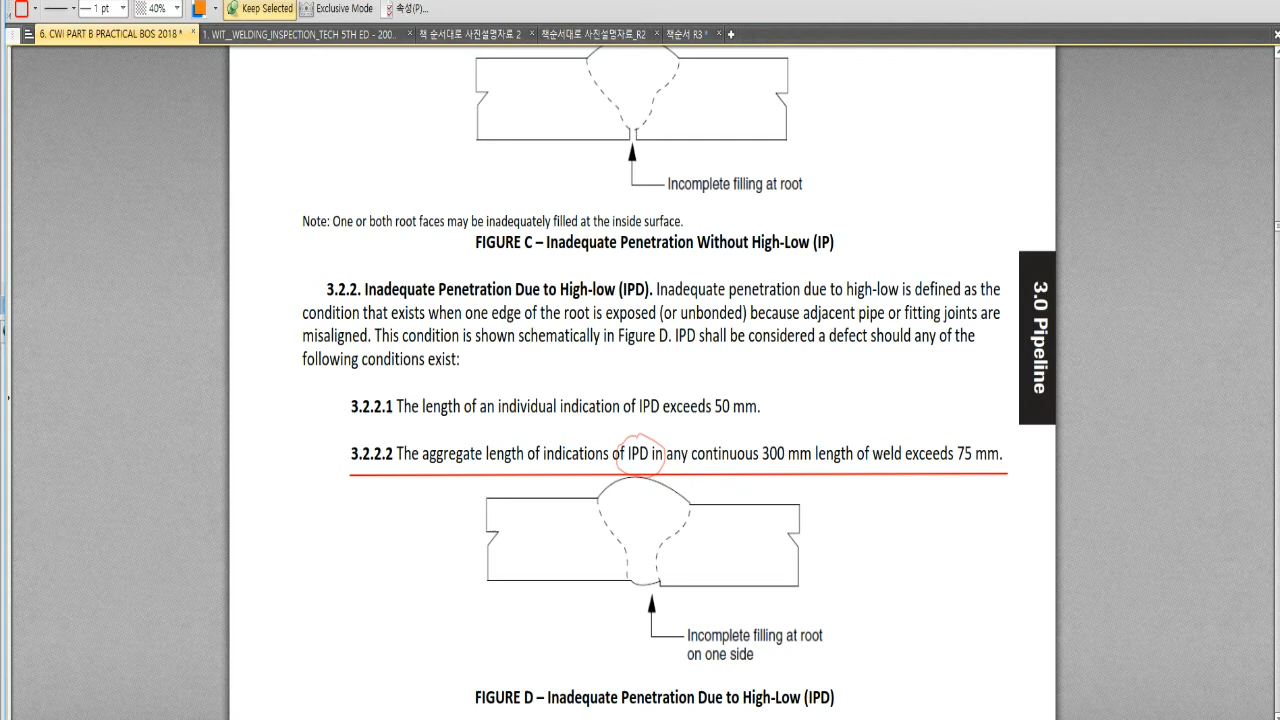 1 pt 40% Keep Selected Exclusive Mode 속성(P)...
6. CWI PART B PRACTICAL BOS 2018 * × 1. WIT_WELDING_INSPECTION_TECH 5TH ED - 200.. × 책 순서대로 사진설명자료 2 × 책순서대로 사진설명자료_R2 × 책순서 R3 * ×
Incomplete filling at root
Note: One or both root faces may be inadequately filled at the inside surface.
FIGURE C – Inadequate Penetration Without High-Low (IP)
3.2.2. Inadequate Penetration Due to High-low (IPD). Inadequate penetration due to high-low is defined as the
condition that exists when one edge of the root is exposed (or unbonded) because adjacent pipe or fitting joints are
misaligned. This condition is shown schematically in Figure D. IPD shall be considered a defect should any of the
following conditions exist:
3.0 Pipeline
3.2.2.1 The length of an individual indication of IPD exceeds 50 mm.
3.2.2.2 The aggregate length of indications of IPD in any continuous 300 mm length of weld exceeds 75 mm.
Incomplete filling at root
on one side
FIGURE D – Inadequate Penetration Due to High-Low (IPD)